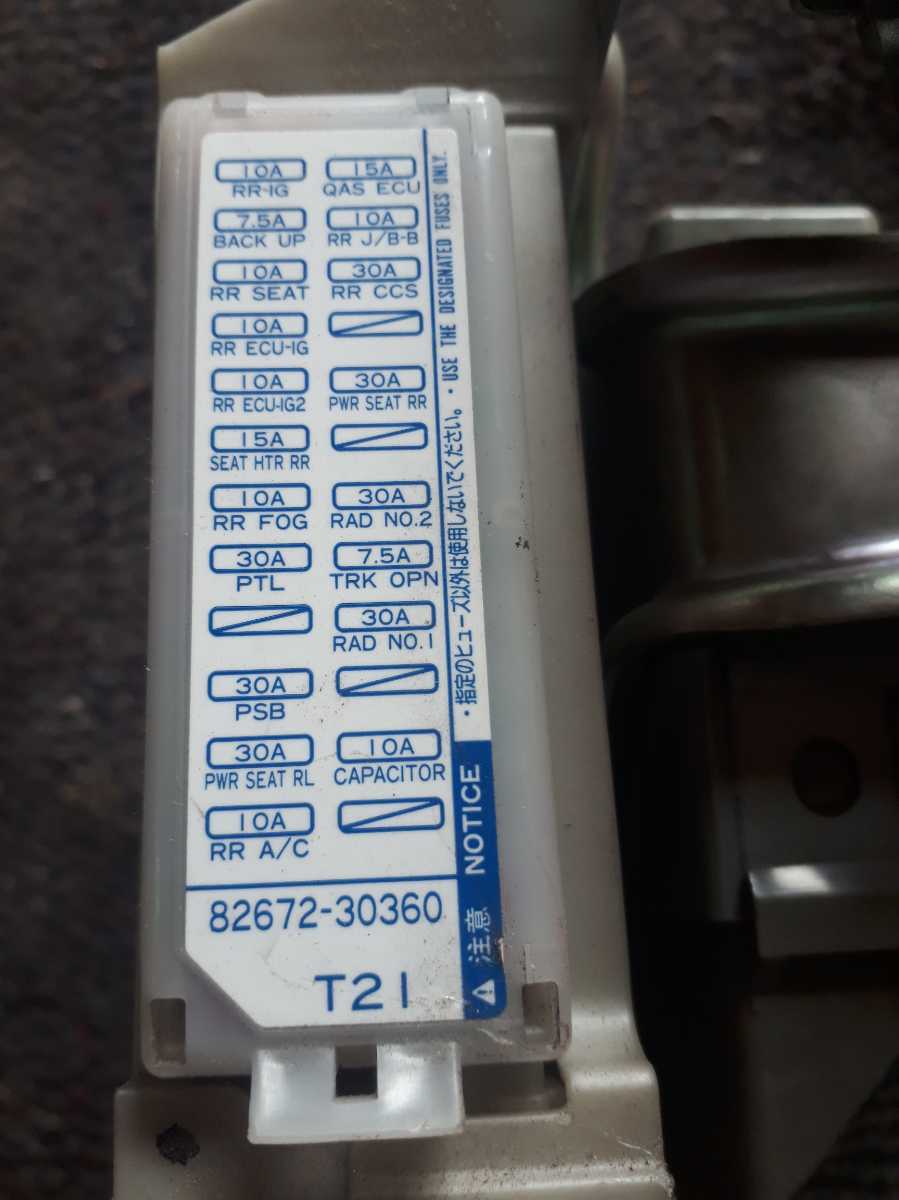 10A 15A
RR-IG QAS ECU
7.5A 10A
BACK UP RR J/B-B
10A 30A
RR SEAT RR CCS
10A
RR ECU-IG
10A 30A
RR ECU-IG2 PWR SEAT RR
15A
SEAT HTR RR
10A 30A
RR FOG RAD NO.2
30A 7.5A
PTL TRK OPN
30A
RAD NO.1
30A
PSB
30A 10A
PWR SEAT RL CAPACITOR
10A
RR A/C
82672-30360
T21
⚠ 注意 NOTICE
・指定のヒューズ以外は使用しないでください。・USE THE DESIGNATED FUSES ONLY.